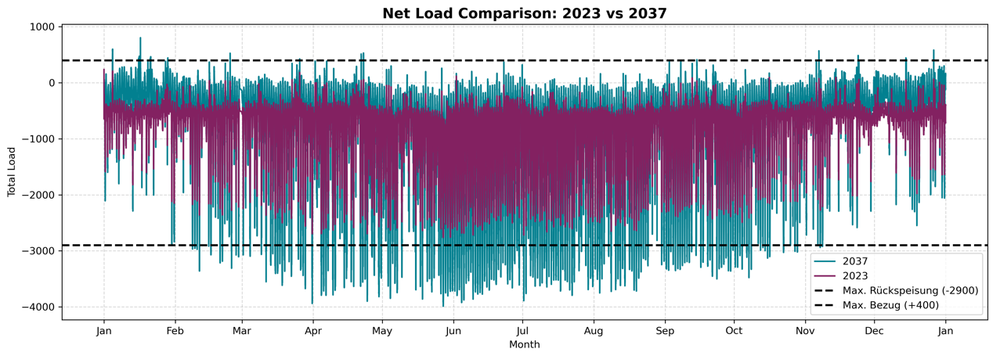 Net Load Comparison: 2023 vs 2037
Total Load
1000
0
−1000
−2000
−3000
−4000
2037
2023
Max. Rückspeisung (-2900)
Max. Bezug (+400)
Jan Feb Mar Apr May Jun Jul Aug Sep Oct Nov Dec Jan
Month